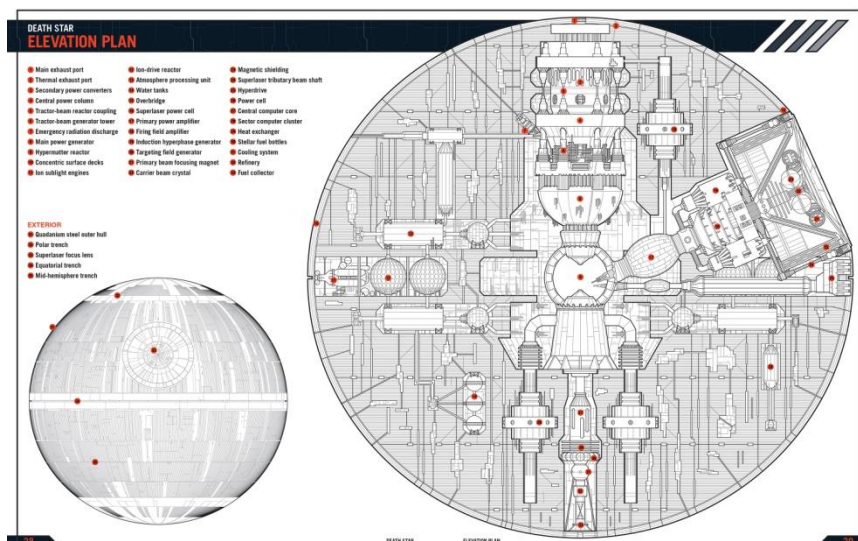 DEATH STAR
ELEVATION PLAN
Main exhaust port
Thermal exhaust port
Secondary power converters
Central power column
Tractor-beam reactor coupling
Tractor-beam generator tower
Emergency radiation discharge
Main power generator
Hypermatter reactor
Concentric surface decks
Ion sublight engines
Ion-drive reactor
Atmosphere processing unit
Water tanks
Overbridge
Superlaser power cell
Primary power amplifier
Firing field amplifier
Induction hyperphase generator
Targeting field generator
Primary beam focusing magnet
Carrier beam crystal
Magnetic shielding
Superlaser tributary beam shaft
Hyperdrive
Power cell
Central computer core
Sector computer cluster
Heat exchanger
Stellar fuel bottles
Cooling system
Refinery
Fuel collector
EXTERIOR
Quadanium steel outer hull
Polar trench
Superlaser focus lens
Equatorial trench
Mid-hemisphere trench
DEATH STAR
ELEVATION PLAN